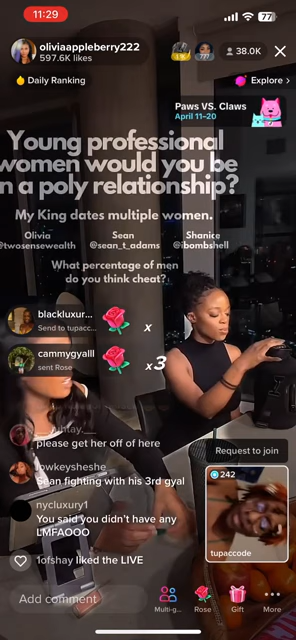 11:29
77
oliviaappleberry222
597.6K likes
38.0K
Daily Ranking
Explore >
Paws VS. Claws
April 11-20
Young professional
women would you be
n a poly relationship?
My King dates multiple women.
Olivia Sean Shanice
@twosensewealth @sean_t_adams @ibombshell
What percentage of men
do you think cheat?
blackluxur...
Send to tupacc...
x
cammygyalll
sent Rose
x3
please get her off of here
lowkeysheshe
Sean fighting with his 3rd gyal
nycluxury1
You said you didn't have any
LMFAOOO
1ofshay liked the LIVE
Request to join
242
tupaccode
Add comment
Multi-g...
Rose
Gift
More